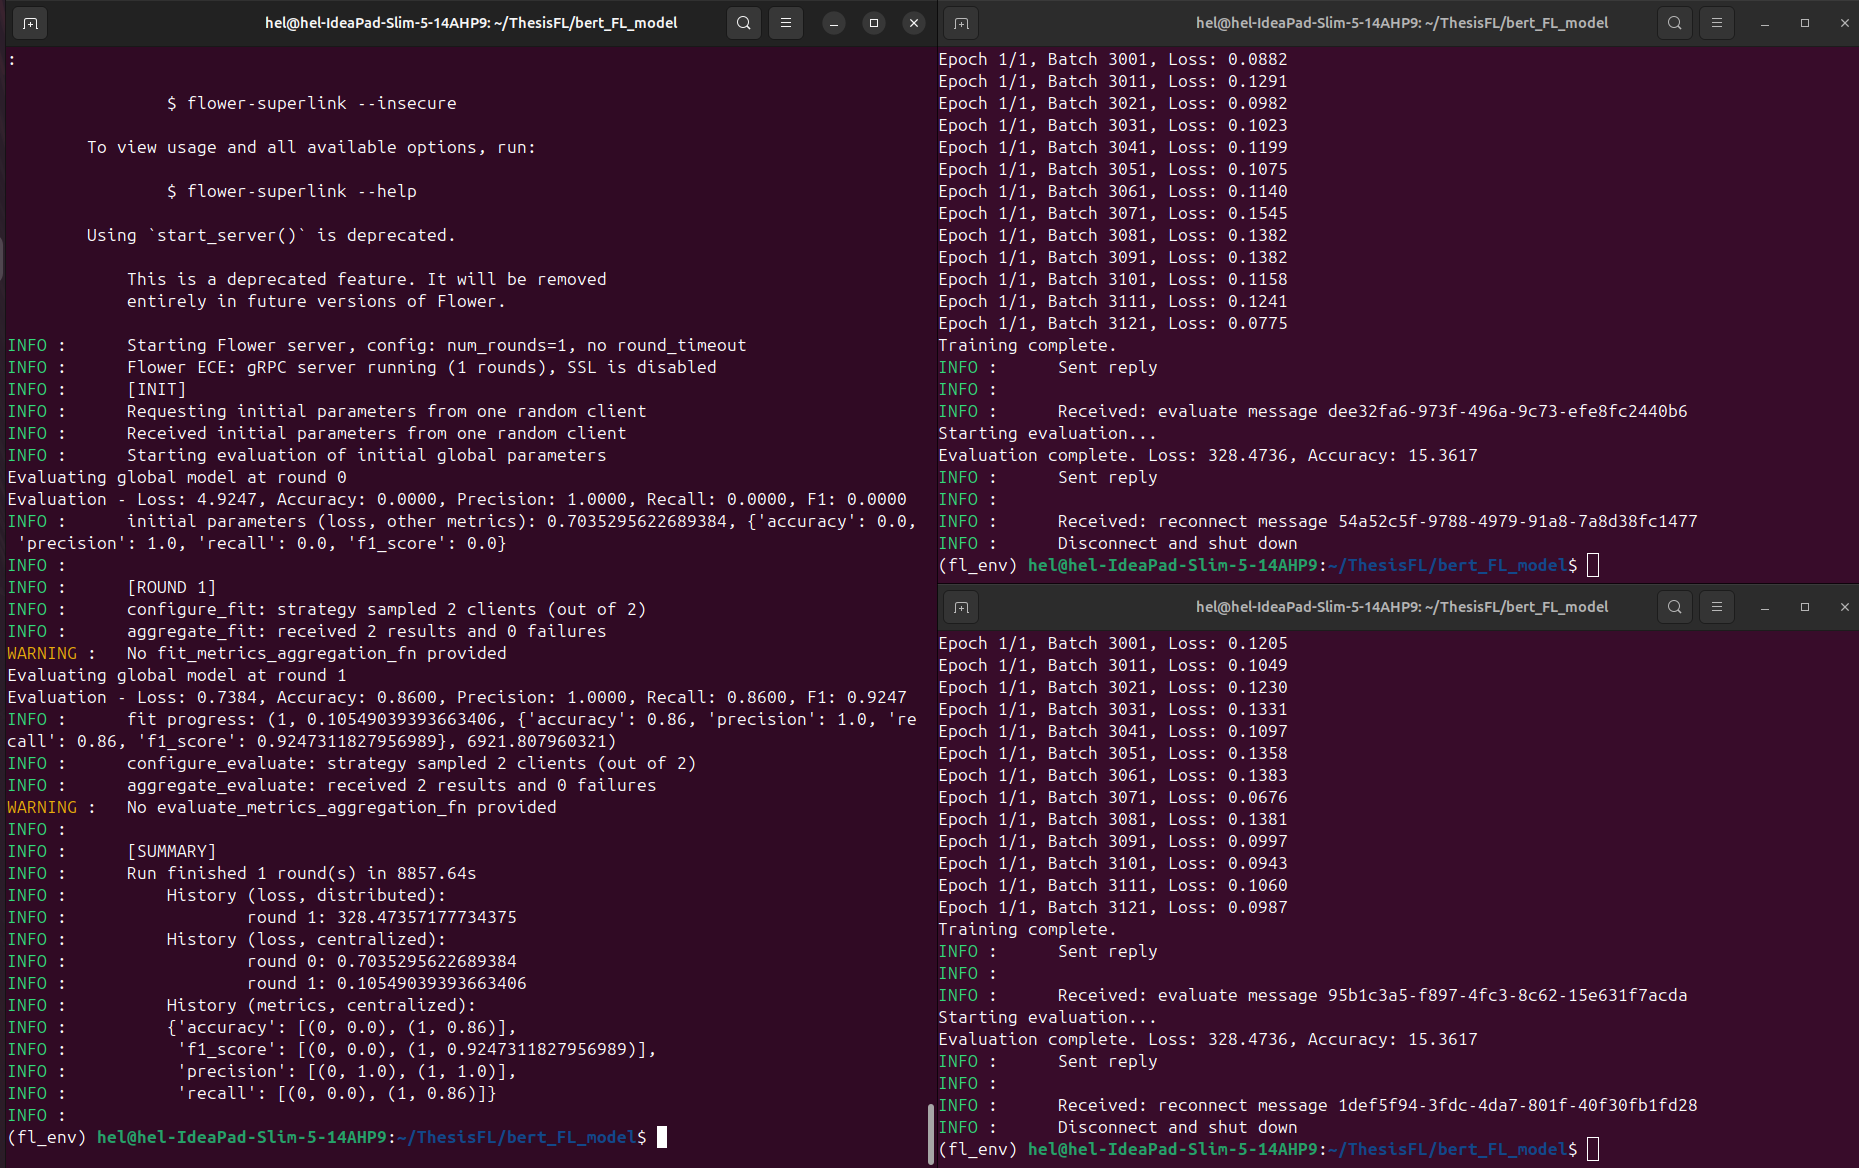 hel@hel-IdeaPad-Slim-5-14AHP9: ~/ThesisFL/bert_FL_model
:
$ flower-superlink --insecure
To view usage and all available options, run:
$ flower-superlink --help
Using `start_server()` is deprecated.
This is a deprecated feature. It will be removed
entirely in future versions of Flower.
INFO :      Starting Flower server, config: num_rounds=1, no round_timeout
INFO :      Flower ECE: gRPC server running (1 rounds), SSL is disabled
INFO :      [INIT]
INFO :      Requesting initial parameters from one random client
INFO :      Received initial parameters from one random client
INFO :      Starting evaluation of initial global parameters
Evaluating global model at round 0
Evaluation - Loss: 4.9247, Accuracy: 0.0000, Precision: 1.0000, Recall: 0.0000, F1: 0.0000
INFO :      initial parameters (loss, other metrics): 0.7035295622689384, {'accuracy': 0.0,
'precision': 1.0, 'recall': 0.0, 'f1_score': 0.0}
INFO :
INFO :      [ROUND 1]
INFO :      configure_fit: strategy sampled 2 clients (out of 2)
INFO :      aggregate_fit: received 2 results and 0 failures
WARNING :   No fit_metrics_aggregation_fn provided
Evaluating global model at round 1
Evaluation - Loss: 0.7384, Accuracy: 0.8600, Precision: 1.0000, Recall: 0.8600, F1: 0.9247
INFO :      fit progress: (1, 0.10549039393663406, {'accuracy': 0.86, 'precision': 1.0, 're
call': 0.86, 'f1_score': 0.9247311827956989}, 6921.807960321)
INFO :      configure_evaluate: strategy sampled 2 clients (out of 2)
INFO :      aggregate_evaluate: received 2 results and 0 failures
WARNING :   No evaluate_metrics_aggregation_fn provided
INFO :
INFO :      [SUMMARY]
INFO :      Run finished 1 round(s) in 8857.64s
INFO :          History (loss, distributed):
INFO :                  round 1: 328.47357177734375
INFO :          History (loss, centralized):
INFO :                  round 0: 0.7035295622689384
INFO :                  round 1: 0.10549039393663406
INFO :          History (metrics, centralized):
INFO :          {'accuracy': [(0, 0.0), (1, 0.86)],
INFO :           'f1_score': [(0, 0.0), (1, 0.9247311827956989)],
INFO :           'precision': [(0, 1.0), (1, 1.0)],
INFO :           'recall': [(0, 0.0), (1, 0.86)]}
INFO :
(fl_env) hel@hel-IdeaPad-Slim-5-14AHP9:~/ThesisFL/bert_FL_model$
hel@hel-IdeaPad-Slim-5-14AHP9: ~/ThesisFL/bert_FL_model
Epoch 1/1, Batch 3001, Loss: 0.0882
Epoch 1/1, Batch 3011, Loss: 0.1291
Epoch 1/1, Batch 3021, Loss: 0.0982
Epoch 1/1, Batch 3031, Loss: 0.1023
Epoch 1/1, Batch 3041, Loss: 0.1199
Epoch 1/1, Batch 3051, Loss: 0.1075
Epoch 1/1, Batch 3061, Loss: 0.1140
Epoch 1/1, Batch 3071, Loss: 0.1545
Epoch 1/1, Batch 3081, Loss: 0.1382
Epoch 1/1, Batch 3091, Loss: 0.1382
Epoch 1/1, Batch 3101, Loss: 0.1158
Epoch 1/1, Batch 3111, Loss: 0.1241
Epoch 1/1, Batch 3121, Loss: 0.0775
Training complete.
INFO :      Sent reply
INFO :
INFO :      Received: evaluate message dee32fa6-973f-496a-9c73-efe8fc2440b6
Starting evaluation...
Evaluation complete. Loss: 328.4736, Accuracy: 15.3617
INFO :      Sent reply
INFO :
INFO :      Received: reconnect message 54a52c5f-9788-4979-91a8-7a8d38fc1477
INFO :      Disconnect and shut down
(fl_env) hel@hel-IdeaPad-Slim-5-14AHP9:~/ThesisFL/bert_FL_model$
hel@hel-IdeaPad-Slim-5-14AHP9: ~/ThesisFL/bert_FL_model
Epoch 1/1, Batch 3001, Loss: 0.1205
Epoch 1/1, Batch 3011, Loss: 0.1049
Epoch 1/1, Batch 3021, Loss: 0.1230
Epoch 1/1, Batch 3031, Loss: 0.1331
Epoch 1/1, Batch 3041, Loss: 0.1097
Epoch 1/1, Batch 3051, Loss: 0.1358
Epoch 1/1, Batch 3061, Loss: 0.1383
Epoch 1/1, Batch 3071, Loss: 0.0676
Epoch 1/1, Batch 3081, Loss: 0.1381
Epoch 1/1, Batch 3091, Loss: 0.0997
Epoch 1/1, Batch 3101, Loss: 0.0943
Epoch 1/1, Batch 3111, Loss: 0.1060
Epoch 1/1, Batch 3121, Loss: 0.0987
Training complete.
INFO :      Sent reply
INFO :
INFO :      Received: evaluate message 95b1c3a5-f897-4fc3-8c62-15e631f7acda
Starting evaluation...
Evaluation complete. Loss: 328.4736, Accuracy: 15.3617
INFO :      Sent reply
INFO :
INFO :      Received: reconnect message 1def5f94-3fdc-4da7-801f-40f30fb1fd28
INFO :      Disconnect and shut down
(fl_env) hel@hel-IdeaPad-Slim-5-14AHP9:~/ThesisFL/bert_FL_model$